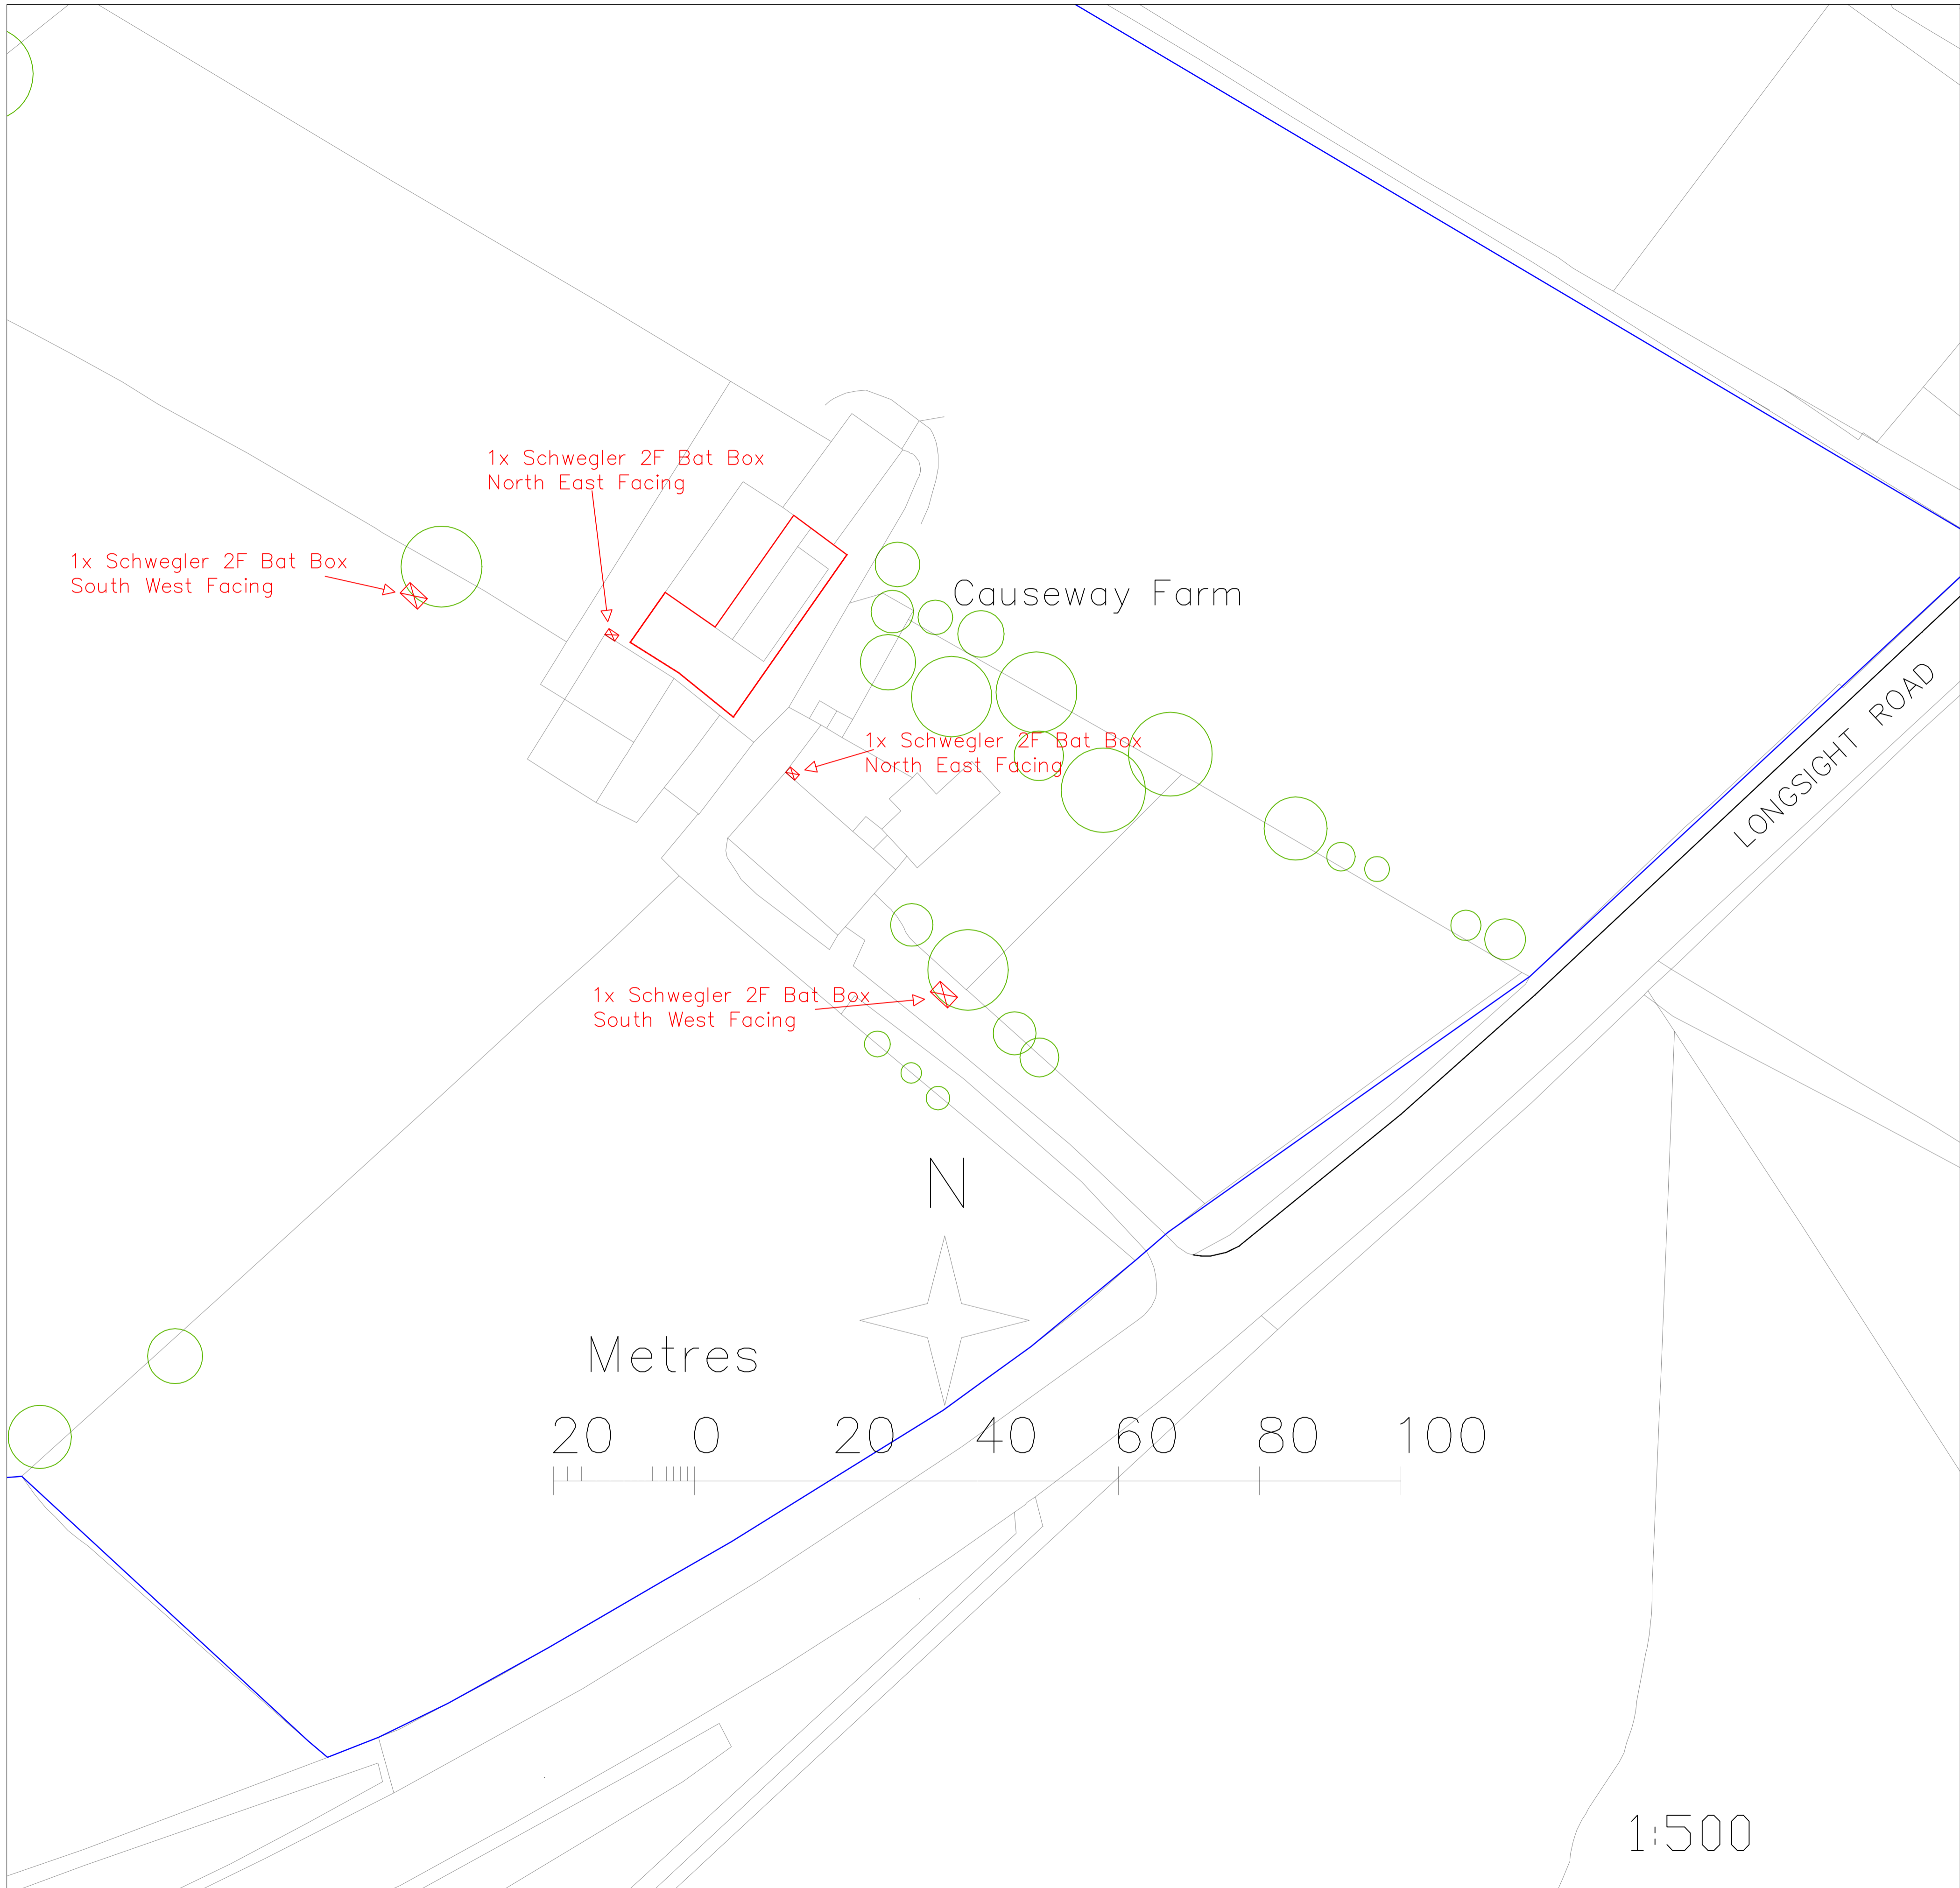 1x Schwegler 2F Bat Box
North East Facing
1x Schwegler 2F Bat Box
South West Facing
Causeway Farm
LONGSIGHT ROAD
1x Schwegler 2F Bat Box
North East Facing
1x Schwegler 2F Bat Box
South West Facing
N
Metres
20 0 20 40 60 80 100
1:500